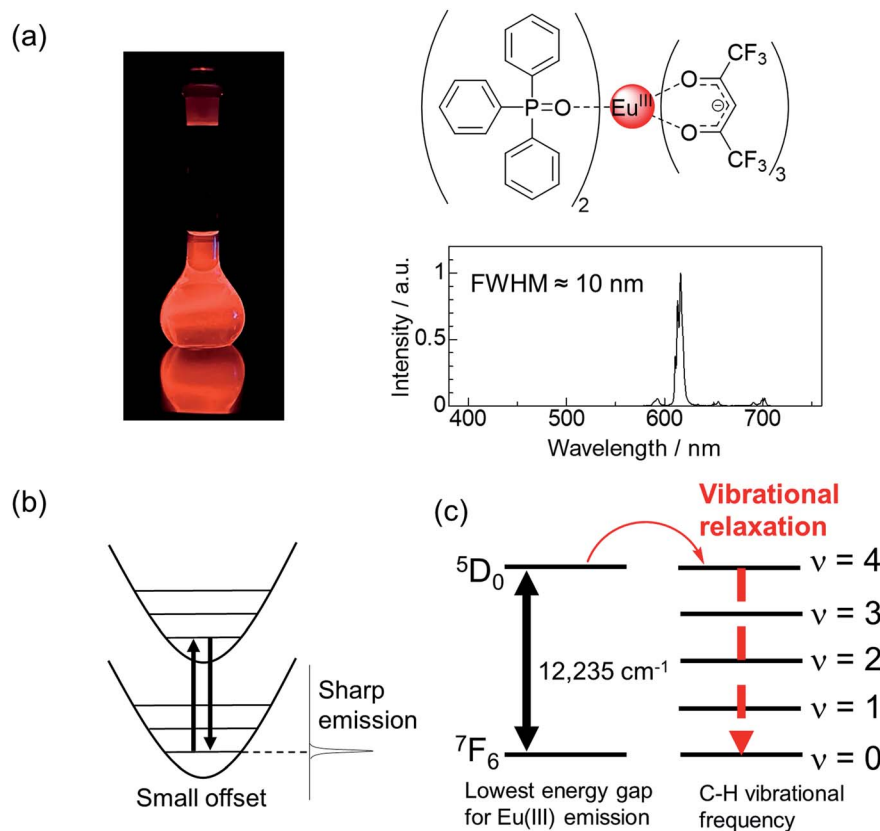 (a)
P=O
Eu^III
O
O
⊖
CF3
CF3
2
3
FWHM ≈ 10 nm
Intensity / a.u.
1
0.5
0
400 500 600 700
Wavelength / nm
(b)
Sharp
emission
Small offset
(c)
Vibrational
relaxation
⁵D₀
12,235 cm⁻¹
⁷F₆
ν = 4
ν = 3
ν = 2
ν = 1
ν = 0
Lowest energy gap
for Eu(III) emission
C-H vibrational
frequency